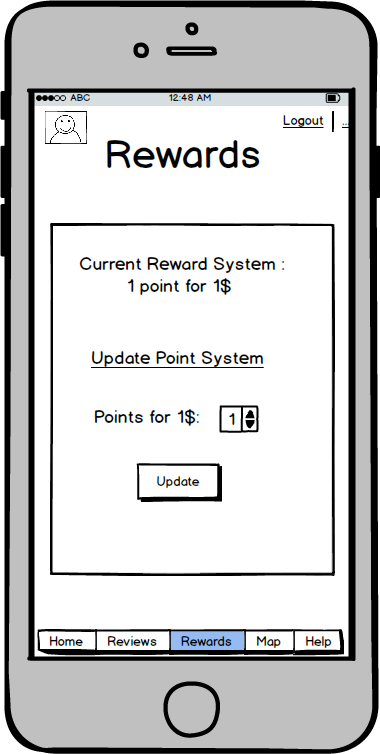 ABC 12:48 AM
Logout ...
Rewards
Current Reward System :
1 point for 1$
Update Point System
Points for 1$: 1
Update
Home Reviews Rewards Map Help